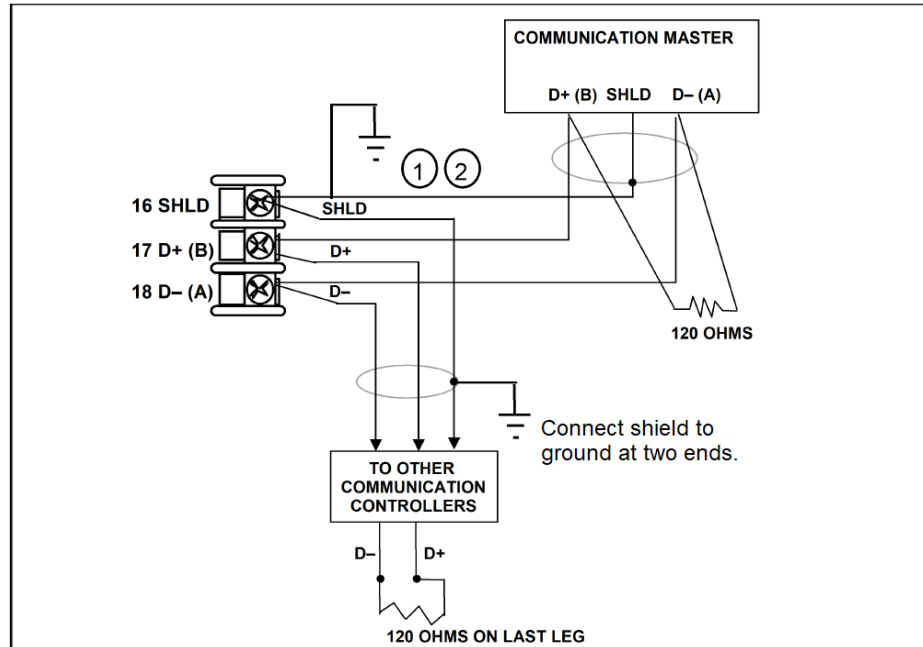 COMMUNICATION MASTER
D+ (B) SHLD D– (A)
1 2
16 SHLD
SHLD
17 D+ (B)
D+
18 D– (A)
D–
120 OHMS
Connect shield to
ground at two ends.
TO OTHER
COMMUNICATION
CONTROLLERS
D– D+
120 OHMS ON LAST LEG